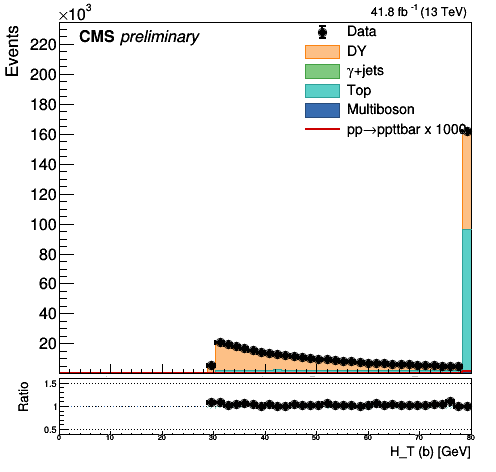 ×10³
41.8 fb⁻¹ (13 TeV)
CMS preliminary
Events
220
200
180
160
140
120
100
80
60
40
20
Data
DY
γ+jets
Top
Multiboson
pp→ppttbar x 1000
Ratio
1.5
1
0.5
0 10 20 30 40 50 60 70 80
H_T (b) [GeV]